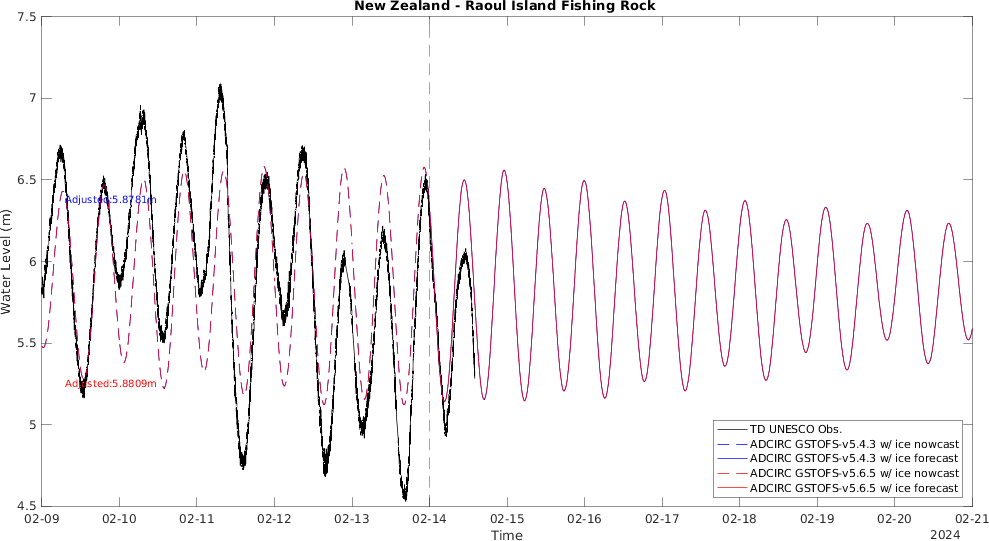 New Zealand - Raoul Island Fishing Rock
7.5
7
6.5
6
5.5
5
4.5
Water Level (m)
Adjusted:5.8781m
Adjusted:5.8809m
TD UNESCO Obs.
ADCIRC GSTOFS-v5.4.3 w/ ice nowcast
ADCIRC GSTOFS-v5.4.3 w/ ice forecast
ADCIRC GSTOFS-v5.6.5 w/ ice nowcast
ADCIRC GSTOFS-v5.6.5 w/ ice forecast
02-09 02-10 02-11 02-12 02-13 02-14 02-15 02-16 02-17 02-18 02-19 02-20 02-21
Time
2024